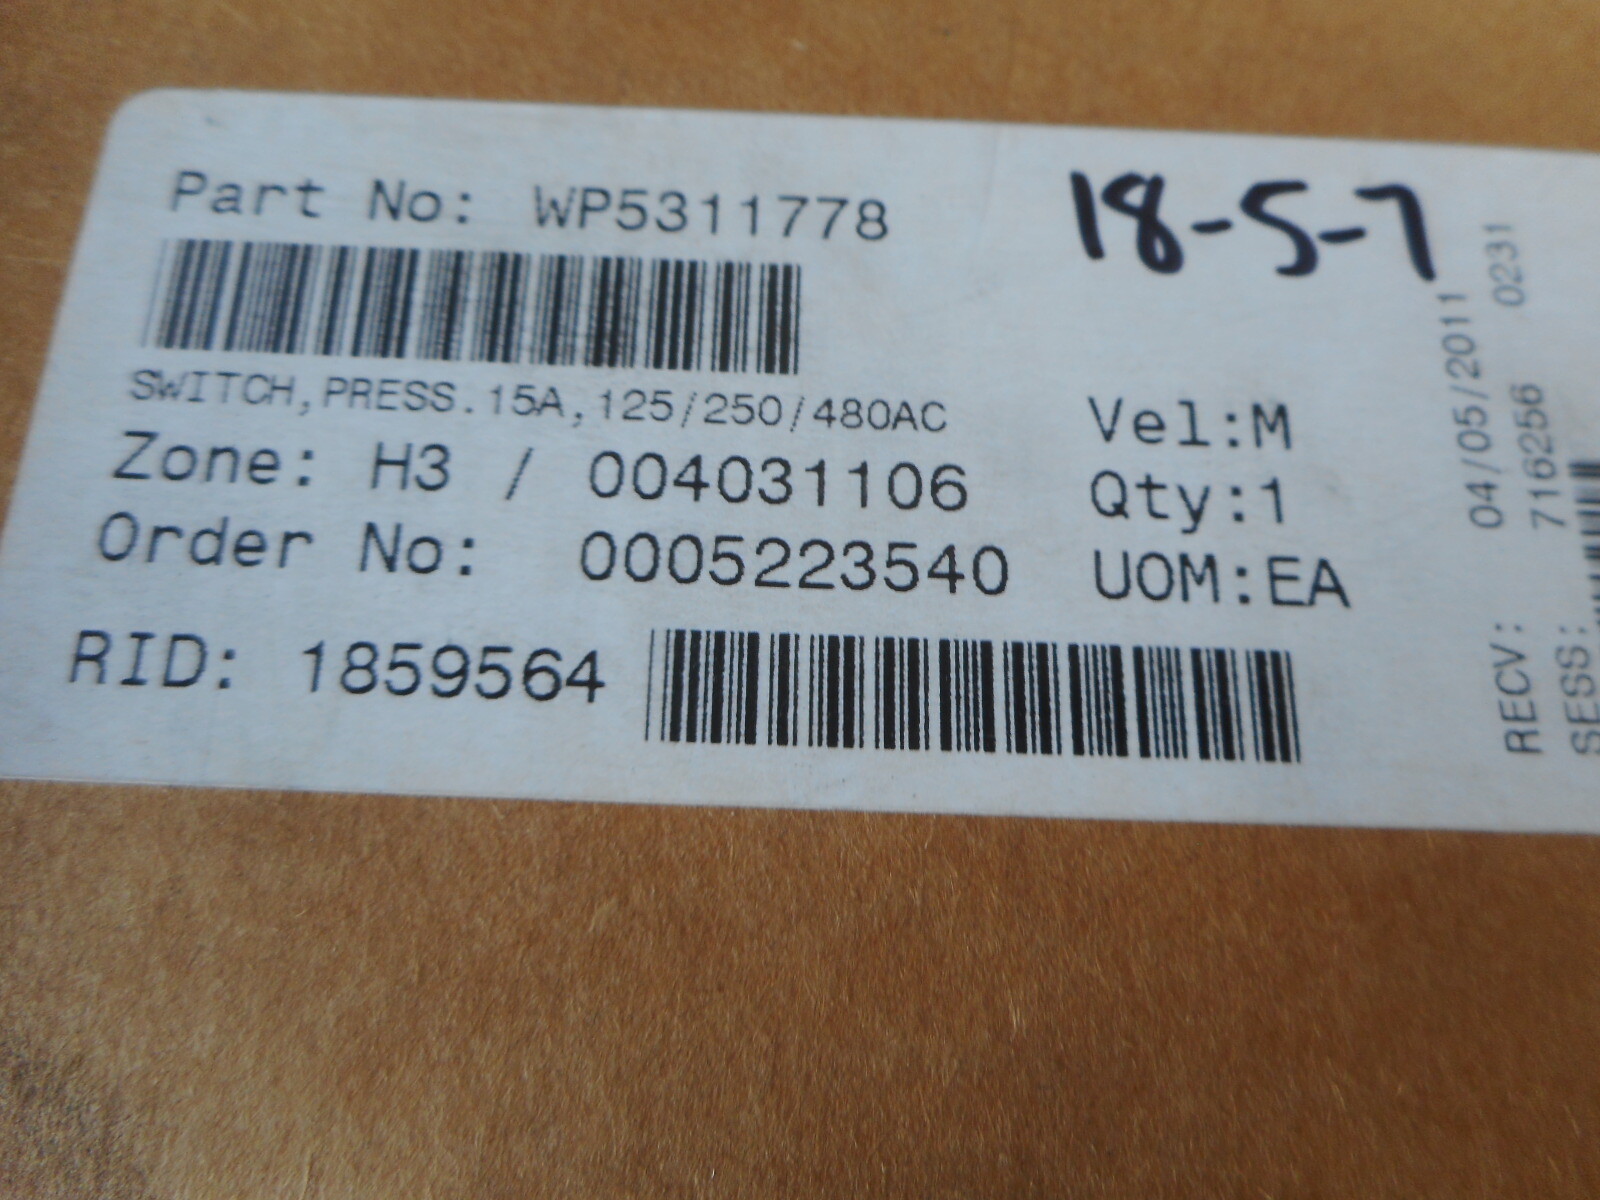 Part No: WP5311778
18-5-7
SWITCH,PRESS.15A,125/250/480AC
Vel:M
Zone: H3 / 004031106
Qty:1
Order No: 0005223540
UOM:EA
RID: 1859564
RECV: 04/05/2011 0231
SESS: 716256